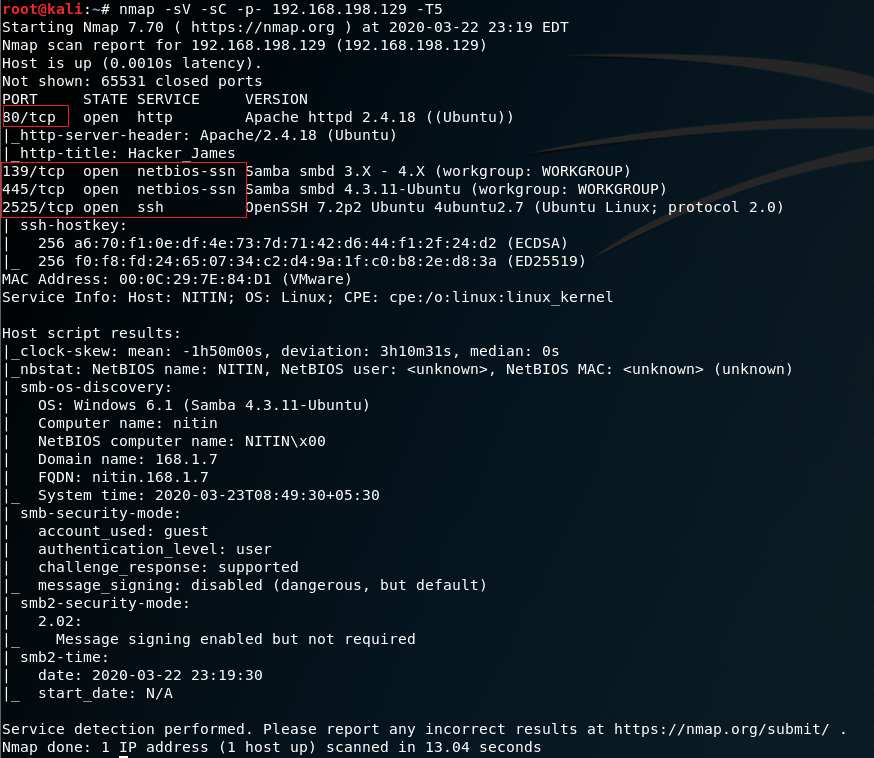 root@kali:~# nmap -sV -sC -p- 192.168.198.129 -T5
Starting Nmap 7.70 ( https://nmap.org ) at 2020-03-22 23:19 EDT
Nmap scan report for 192.168.198.129 (192.168.198.129)
Host is up (0.0010s latency).
Not shown: 65531 closed ports
PORT     STATE SERVICE     VERSION
80/tcp   open  http        Apache httpd 2.4.18 ((Ubuntu))
|_http-server-header: Apache/2.4.18 (Ubuntu)
|_http-title: Hacker_James
139/tcp  open  netbios-ssn Samba smbd 3.X - 4.X (workgroup: WORKGROUP)
445/tcp  open  netbios-ssn Samba smbd 4.3.11-Ubuntu (workgroup: WORKGROUP)
2525/tcp open  ssh         OpenSSH 7.2p2 Ubuntu 4ubuntu2.7 (Ubuntu Linux; protocol 2.0)
| ssh-hostkey:
|   256 a6:70:f1:0e:df:4e:73:7d:71:42:d6:44:f1:2f:24:d2 (ECDSA)
|_  256 f0:f8:fd:24:65:07:34:c2:d4:9a:1f:c0:b8:2e:d8:3a (ED25519)
MAC Address: 00:0C:29:7E:84:D1 (VMware)
Service Info: Host: NITIN; OS: Linux; CPE: cpe:/o:linux:linux_kernel

Host script results:
|_clock-skew: mean: -1h50m00s, deviation: 3h10m31s, median: 0s
|_nbstat: NetBIOS name: NITIN, NetBIOS user: <unknown>, NetBIOS MAC: <unknown> (unknown)
| smb-os-discovery:
|   OS: Windows 6.1 (Samba 4.3.11-Ubuntu)
|   Computer name: nitin
|   NetBIOS computer name: NITIN\x00
|   Domain name: 168.1.7
|   FQDN: nitin.168.1.7
|_  System time: 2020-03-23T08:49:30+05:30
| smb-security-mode:
|   account_used: guest
|   authentication_level: user
|   challenge_response: supported
|_  message_signing: disabled (dangerous, but default)
| smb2-security-mode:
|   2.02:
|_    Message signing enabled but not required
| smb2-time:
|   date: 2020-03-22 23:19:30
|_  start_date: N/A

Service detection performed. Please report any incorrect results at https://nmap.org/submit/ .
Nmap done: 1 IP address (1 host up) scanned in 13.04 seconds